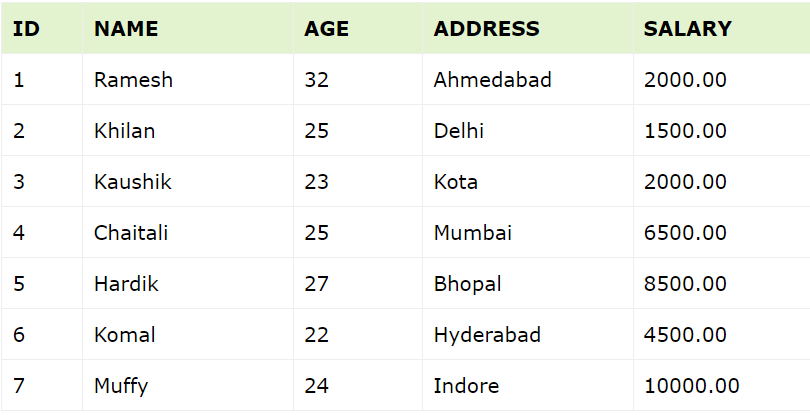 ID NAME AGE ADDRESS SALARY
1 Ramesh 32 Ahmedabad 2000.00
2 Khilan 25 Delhi 1500.00
3 Kaushik 23 Kota 2000.00
4 Chaitali 25 Mumbai 6500.00
5 Hardik 27 Bhopal 8500.00
6 Komal 22 Hyderabad 4500.00
7 Muffy 24 Indore 10000.00